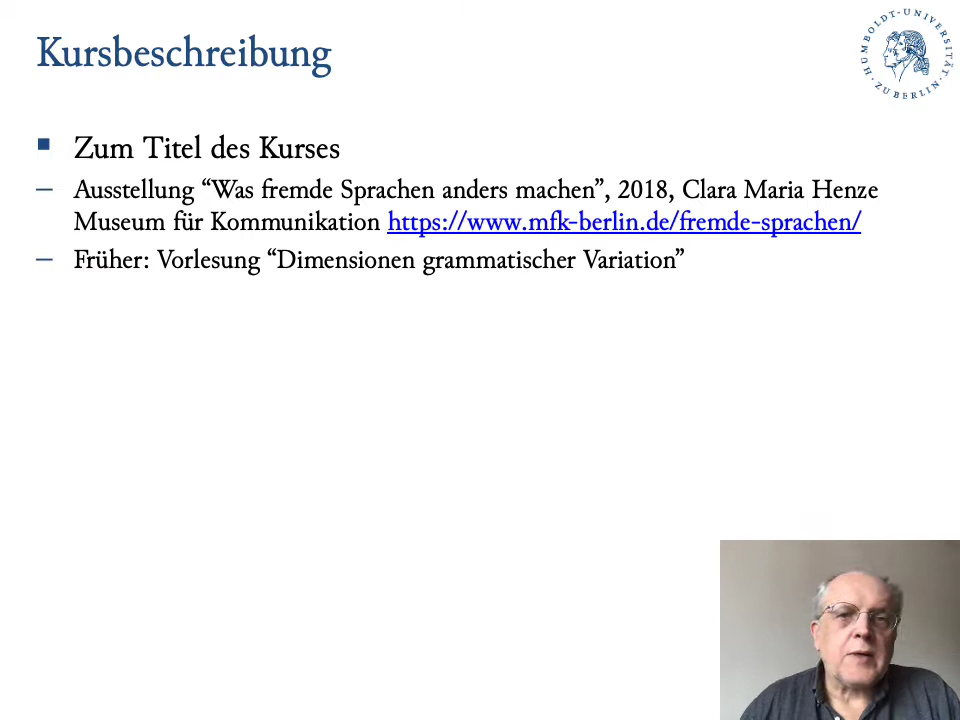 Kursbeschreibung
HUMBOLDT-UNIVERSITÄT
ZU BERLIN
Zum Titel des Kurses
Ausstellung “Was fremde Sprachen anders machen”, 2018, Clara Maria Henze
Museum für Kommunikation https://www.mfk-berlin.de/fremde-sprachen/
Früher: Vorlesung “Dimensionen grammatischer Variation”